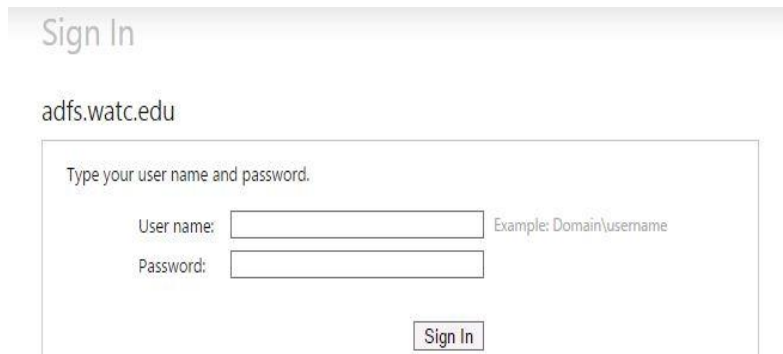 Sign In
adfs.watc.edu
Type your user name and password.
User name: Example: Domain\username
Password:
Sign In